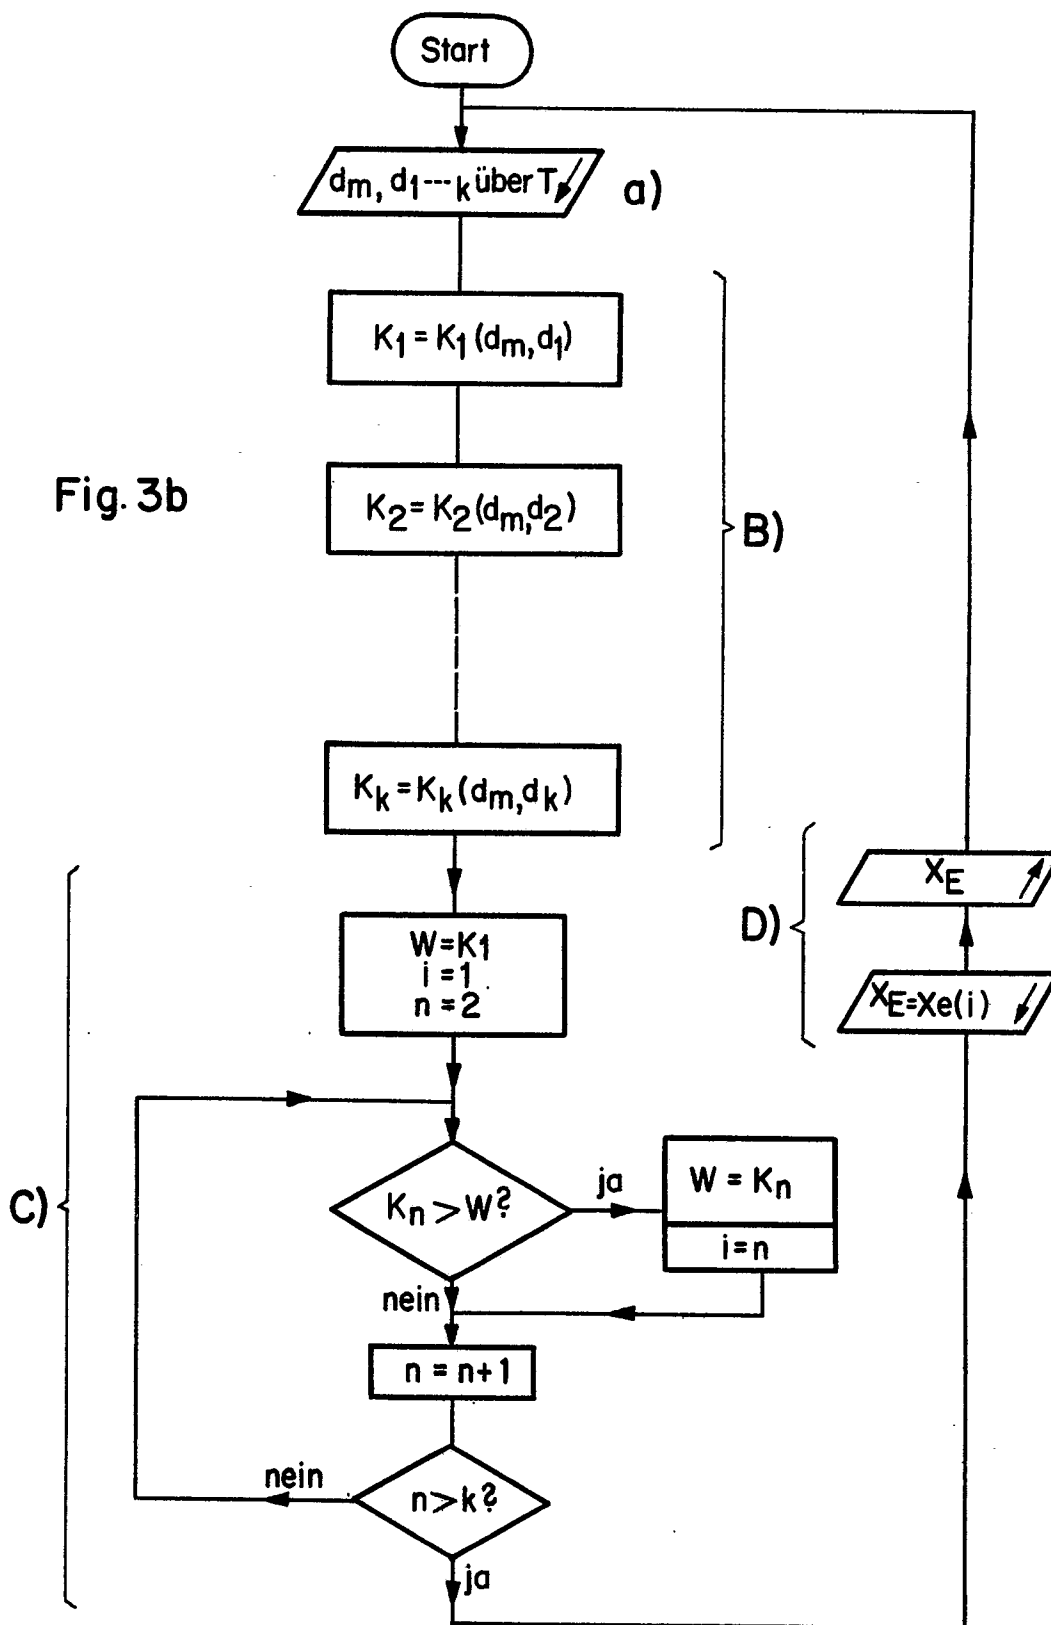 Start
dm, d1---k über T
a)
K1 = K1 (dm, d1)
Fig. 3b
K2 = K2 (dm, d2)
B)
Kk = Kk (dm, dk)
W = K1
i = 1
n = 2
XE
D)
XE = Xe(i)
C)
Kn > W?
ja
W = Kn
i = n
nein
n = n+1
nein
n > k?
ja